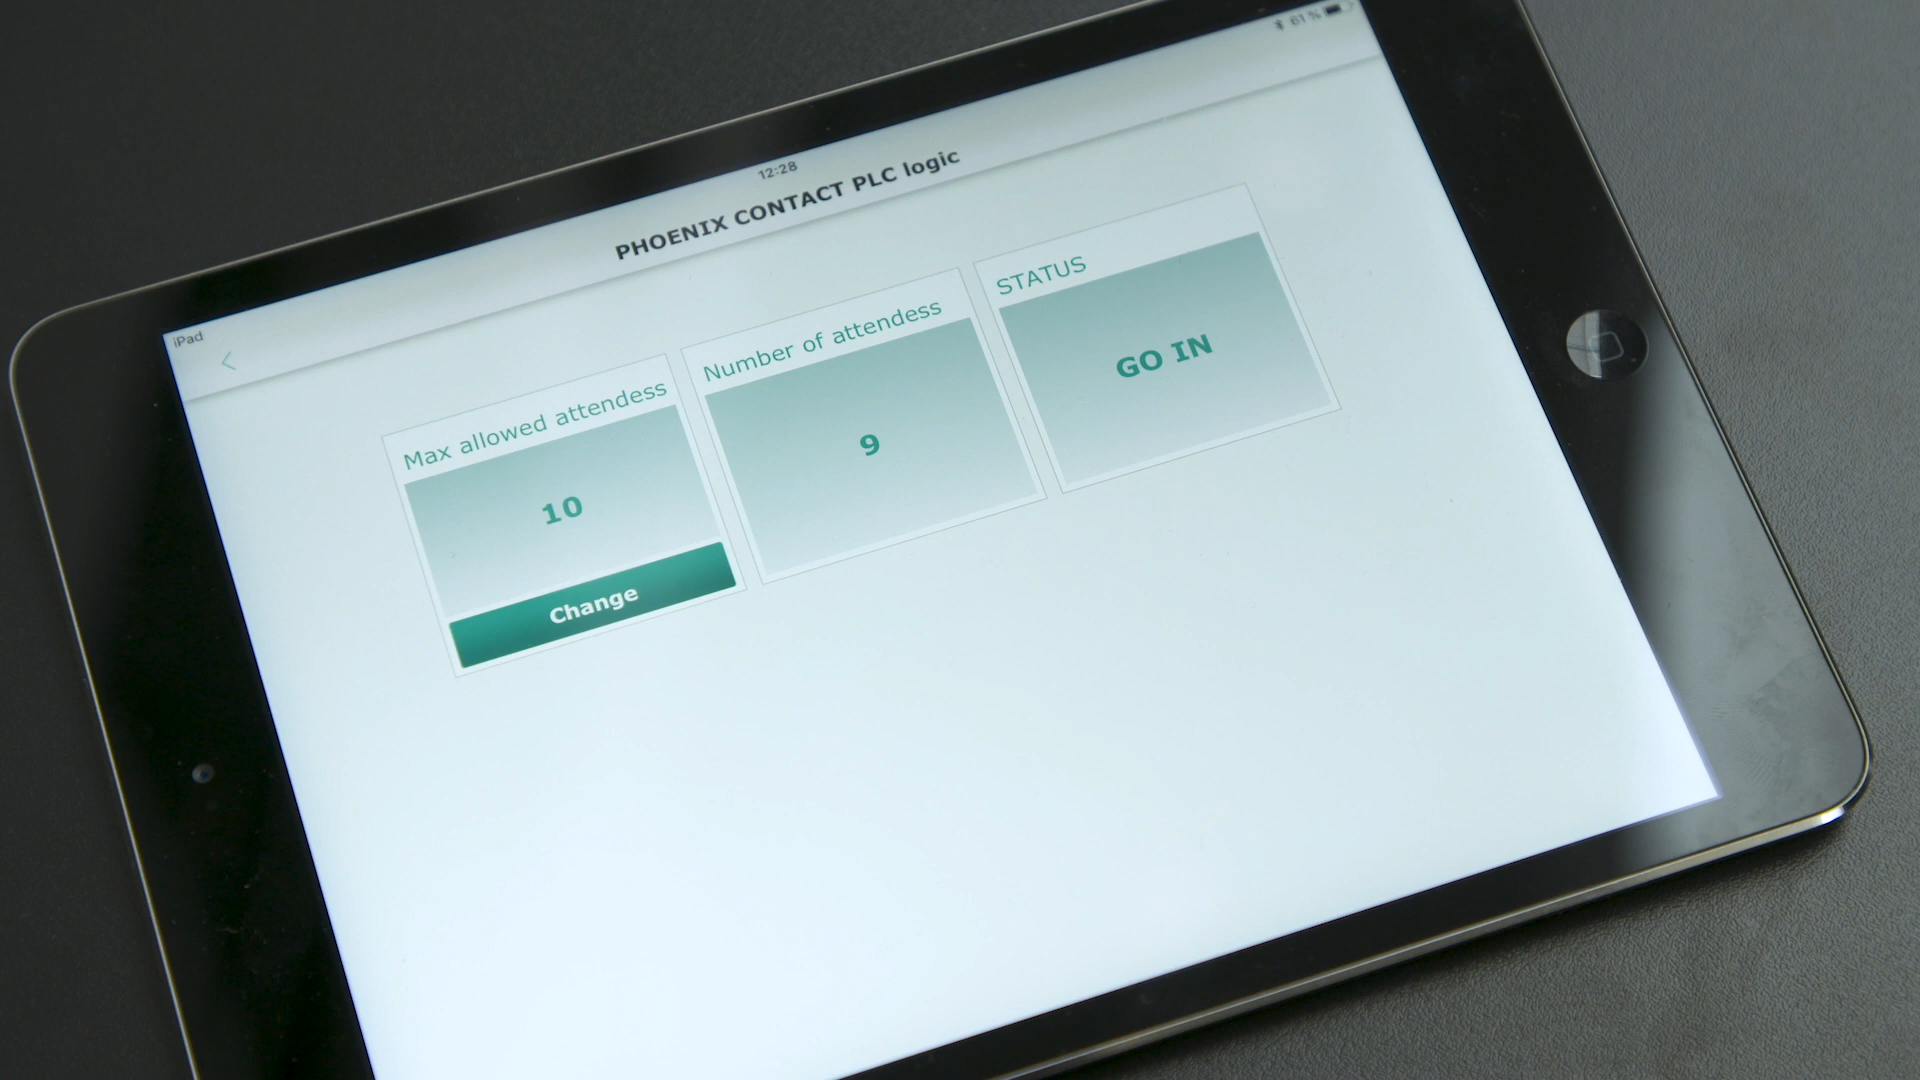 iPad
12:28
61 %
PHOENIX CONTACT PLC logic
Max allowed attendess
10
Change
Number of attendess
9
STATUS
GO IN